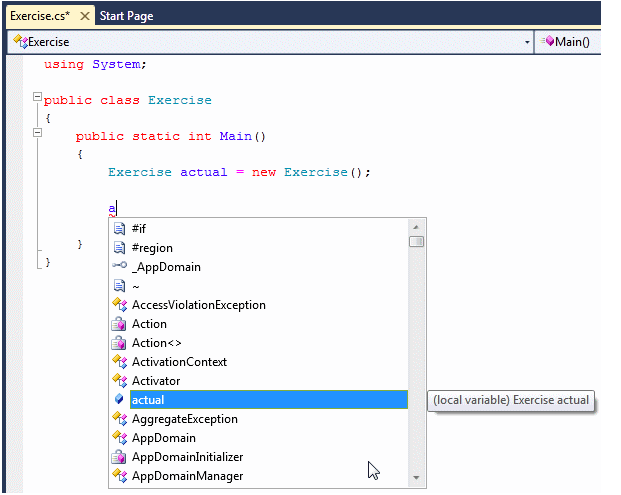 Exercise.cs* Start Page
Exercise Main()
using System;
public class Exercise
{
public static int Main()
{
Exercise actual = new Exercise();
a
}
}
#if
#region
_AppDomain
~
AccessViolationException
Action
Action<>
ActivationContext
Activator
actual
(local variable) Exercise actual
AggregateException
AppDomain
AppDomainInitializer
AppDomainManager